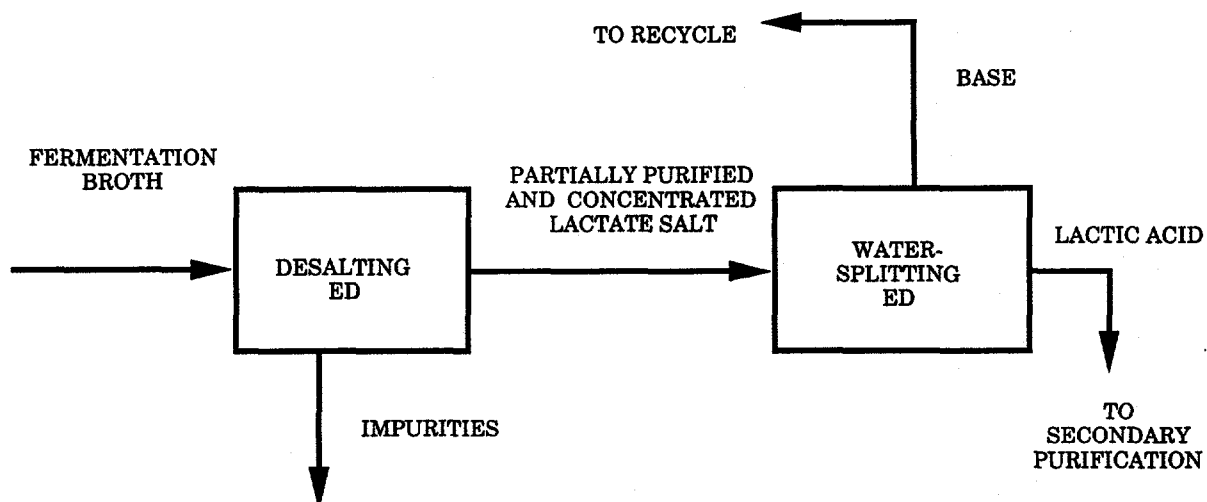 TO RECYCLE
BASE
FERMENTATION
BROTH
PARTIALLY PURIFIED
AND CONCENTRATED
LACTATE SALT
LACTIC ACID
DESALTING
ED
WATER-
SPLITTING
ED
IMPURITIES
TO
SECONDARY
PURIFICATION